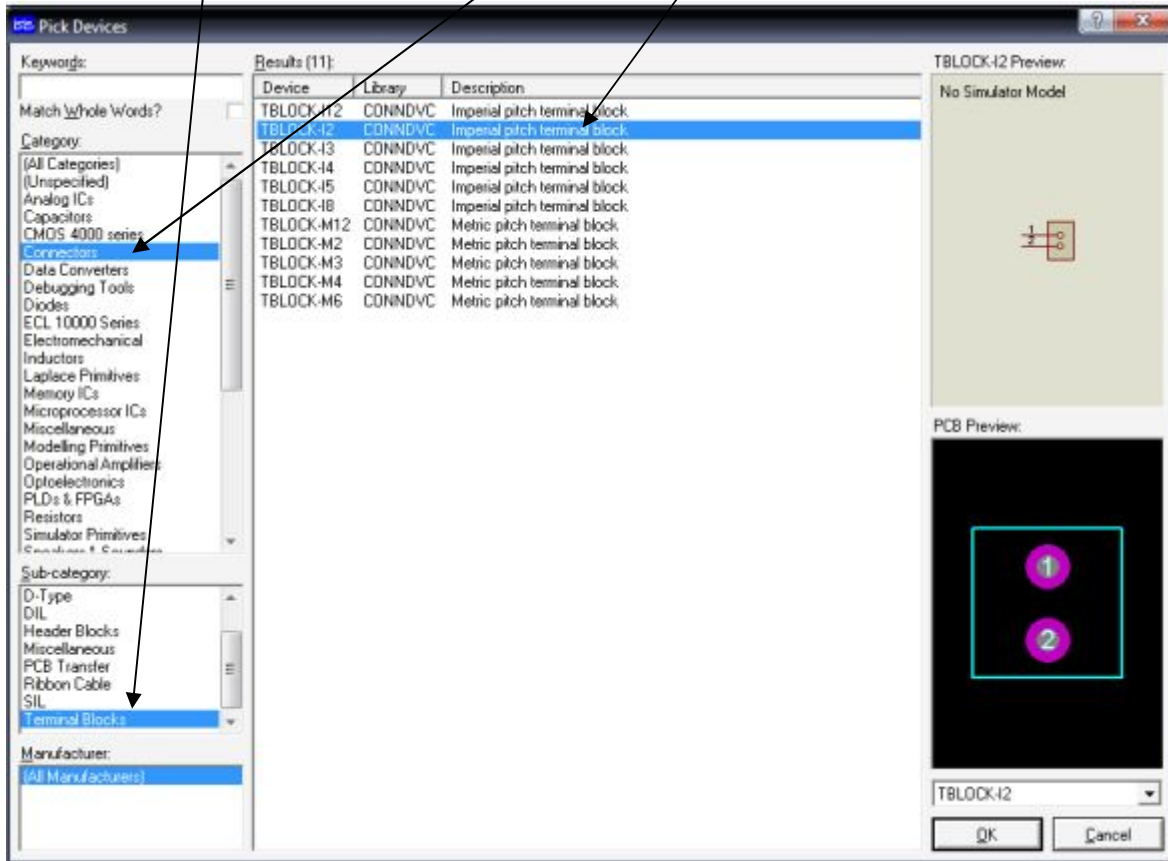 isis Pick Devices
Keywords:
Match Whole Words?
Category:
(All Categories)
(Unspecified)
Analog ICs
Capacitors
CMOS 4000 series
Connectors
Data Converters
Debugging Tools
Diodes
ECL 10000 Series
Electromechanical
Inductors
Laplace Primitives
Memory ICs
Microprocessor ICs
Miscellaneous
Modelling Primitives
Operational Amplifiers
Optoelectronics
PLDs & FPGAs
Resistors
Simulator Primitives
Sub-category:
D-Type
DIL
Header Blocks
Miscellaneous
PCB Transfer
Ribbon Cable
SIL
Terminal Blocks
Manufacturer:
(All Manufacturers)
Results (11):
Device Library Description
TBLOCK-I12 CONNDVC Imperial pitch terminal block
TBLOCK-I2 CONNDVC Imperial pitch terminal block
TBLOCK-I3 CONNDVC Imperial pitch terminal block
TBLOCK-I4 CONNDVC Imperial pitch terminal block
TBLOCK-I5 CONNDVC Imperial pitch terminal block
TBLOCK-I8 CONNDVC Imperial pitch terminal block
TBLOCK-M12 CONNDVC Metric pitch terminal block
TBLOCK-M2 CONNDVC Metric pitch terminal block
TBLOCK-M3 CONNDVC Metric pitch terminal block
TBLOCK-M4 CONNDVC Metric pitch terminal block
TBLOCK-M6 CONNDVC Metric pitch terminal block
TBLOCK-I2 Preview:
No Simulator Model
1
2
PCB Preview:
1
2
TBLOCK-I2
OK Cancel